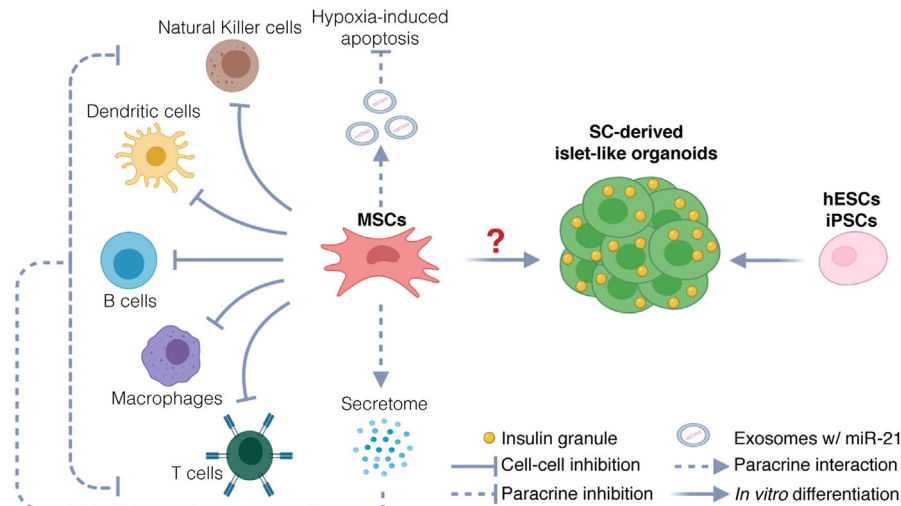 Natural Killer cells
Hypoxia-induced
apoptosis
Dendritic cells
SC-derived
islet-like organoids
MSCs
hESCs
iPSCs
?
B cells
Macrophages
Secretome
T cells
Insulin granule
Exosomes w/ miR-21
Cell-cell inhibition
Paracrine interaction
Paracrine inhibition
In vitro differentiation